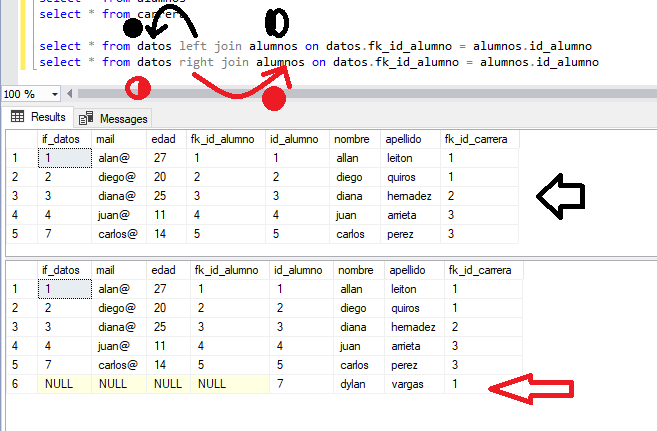 select * from alumnos
select * from carrera
select * from datos left join alumnos on datos.fk_id_alumno = alumnos.id_alumno
select * from datos right join alumnos on datos.fk_id_alumno = alumnos.id_alumno
100 %
Results Messages
if_datos mail edad fk_id_alumno id_alumno nombre apellido fk_id_carrera
1 1 alan@ 27 1 1 allan leiton 1
2 2 diego@ 20 2 2 diego quiros 1
3 3 diana@ 25 3 3 diana hernadez 2
4 4 juan@ 11 4 4 juan arrieta 3
5 7 carlos@ 14 5 5 carlos perez 3
if_datos mail edad fk_id_alumno id_alumno nombre apellido fk_id_carrera
1 1 alan@ 27 1 1 allan leiton 1
2 2 diego@ 20 2 2 diego quiros 1
3 3 diana@ 25 3 3 diana hernadez 2
4 4 juan@ 11 4 4 juan arrieta 3
5 7 carlos@ 14 5 5 carlos perez 3
6 NULL NULL NULL NULL 7 dylan vargas 1